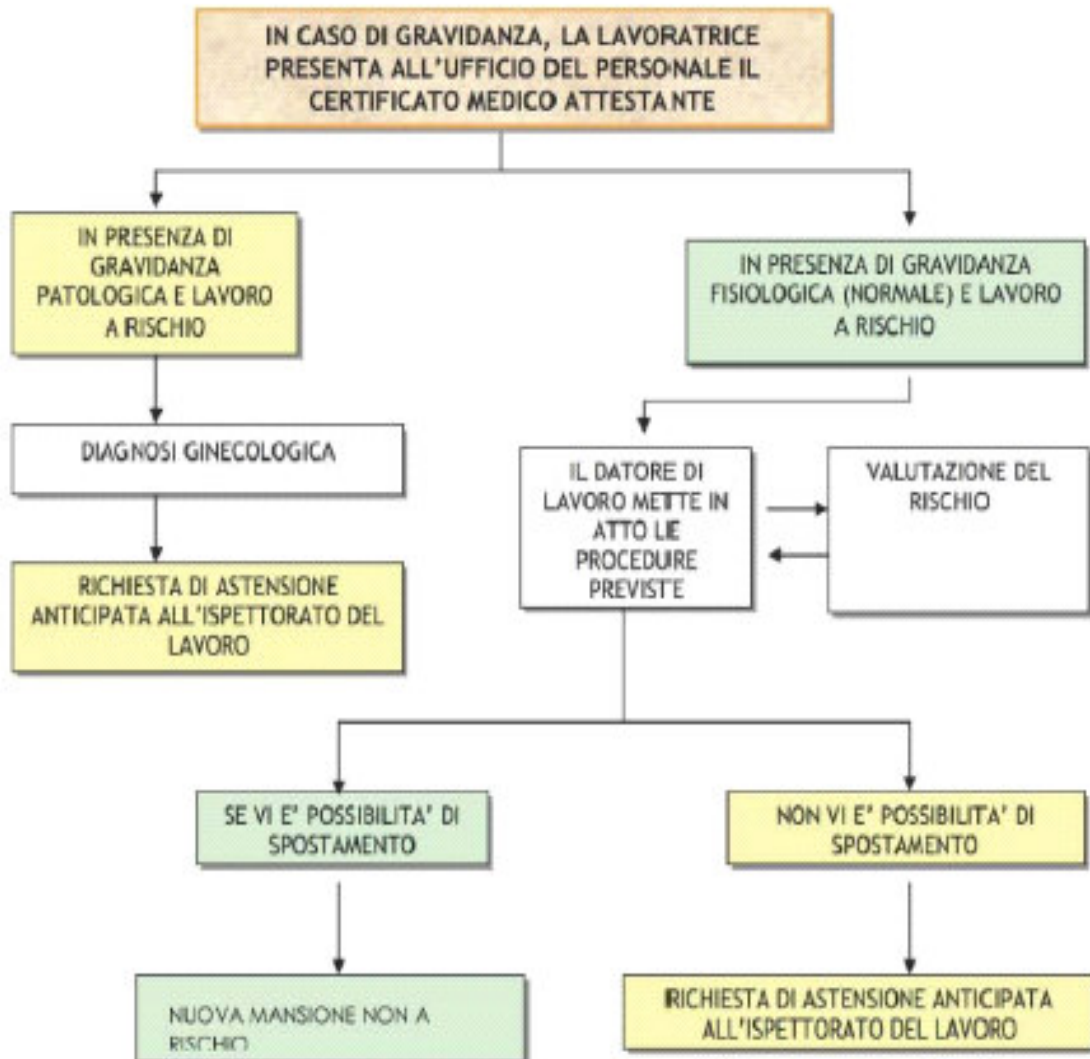 IN CASO DI GRAVIDANZA, LA LAVORATRICE
PRESENTA ALL'UFFICIO DEL PERSONALE IL
CERTIFICATO MEDICO ATTESTANTE
IN PRESENZA DI
GRAVIDANZA
PATOLOGICA E LAVORO
A RISCHIO
IN PRESENZA DI GRAVIDANZA
FISIOLOGICA (NORMALE) E LAVORO
A RISCHIO
DIAGNOSI GINECOLOGICA
IL DATORE DI
LAVORO METTE IN
ATTO LE
PROCEDURE
PREVISTE
VALUTAZIONE DEL
RISCHIO
RICHIESTA DI ASTENSIONE
ANTICIPATA ALL'ISPETTORATO DEL
LAVORO
SE VI E' POSSIBILITA' DI
SPOSTAMENTO
NON VI E' POSSIBILITA' DI
SPOSTAMENTO
NUOVA MANSIONE NON A
RISCHIO
RICHIESTA DI ASTENSIONE ANTICIPATA
ALL'ISPETTORATO DEL LAVORO